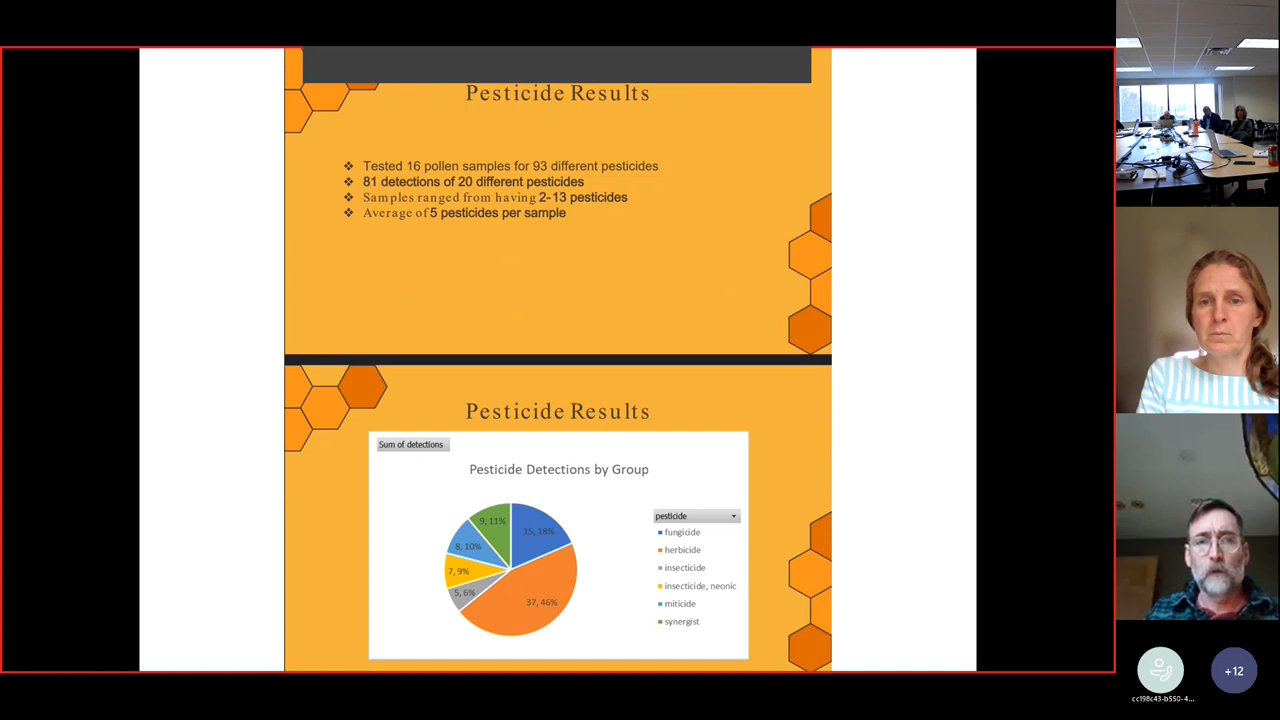 Pesticide Results
❖ Tested 16 pollen samples for 93 different pesticides
❖ 81 detections of 20 different pesticides
❖ Samples ranged from having 2-13 pesticides
❖ Average of 5 pesticides per sample
Pesticide Results
Sum of detections
Pesticide Detections by Group
9, 11%
15, 18%
8, 10%
7, 9%
5, 6%
37, 46%
pesticide
fungicide
herbicide
insecticide
insecticide, neonic
miticide
synergist
+12
cc198c43-b550-4...